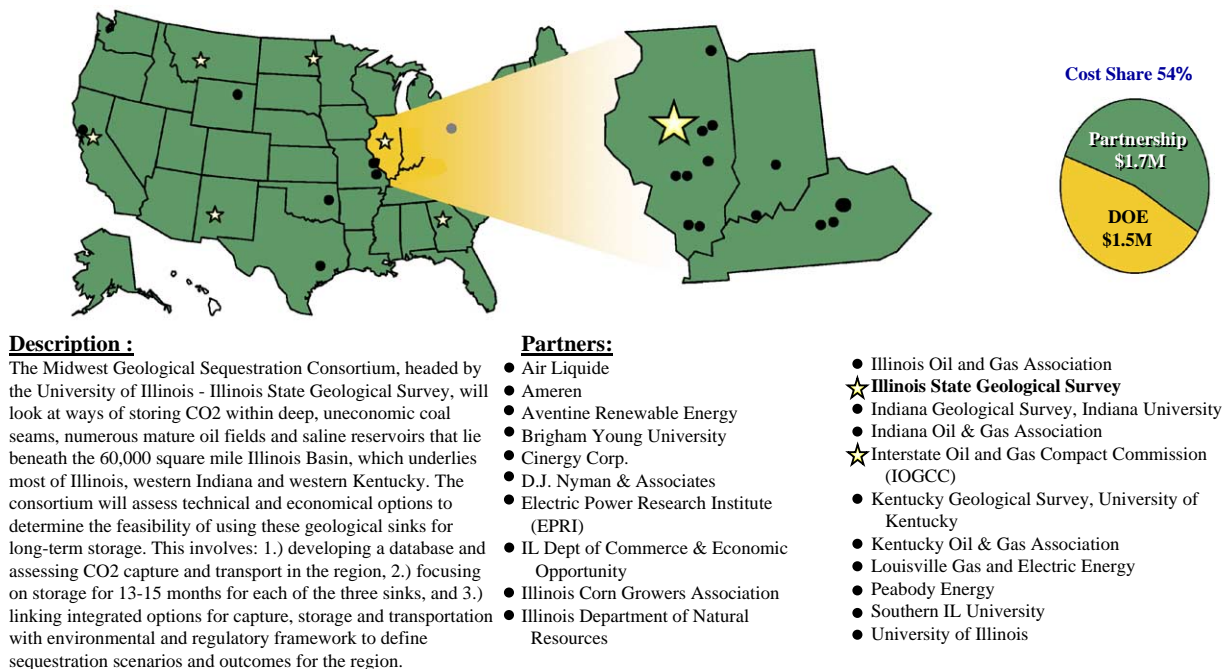 Cost Share 54%
Partnership
$1.7M
DOE
$1.5M
Description :
The Midwest Geological Sequestration Consortium, headed by
the University of Illinois - Illinois State Geological Survey, will
look at ways of storing CO2 within deep, uneconomic coal
seams, numerous mature oil fields and saline reservoirs that lie
beneath the 60,000 square mile Illinois Basin, which underlies
most of Illinois, western Indiana and western Kentucky. The
consortium will assess technical and economical options to
determine the feasibility of using these geological sinks for
long-term storage. This involves: 1.) developing a database and
assessing CO2 capture and transport in the region, 2.) focusing
on storage for 13-15 months for each of the three sinks, and 3.)
linking integrated options for capture, storage and transportation
with environmental and regulatory framework to define
sequestration scenarios and outcomes for the region.
Partners:
Air Liquide
Ameren
Aventine Renewable Energy
Brigham Young University
Cinergy Corp.
D.J. Nyman & Associates
Electric Power Research Institute
(EPRI)
IL Dept of Commerce & Economic
Opportunity
Illinois Corn Growers Association
Illinois Department of Natural
Resources
Illinois Oil and Gas Association
Illinois State Geological Survey
Indiana Geological Survey, Indiana University
Indiana Oil & Gas Association
Interstate Oil and Gas Compact Commission
(IOGCC)
Kentucky Geological Survey, University of
Kentucky
Kentucky Oil & Gas Association
Louisville Gas and Electric Energy
Peabody Energy
Southern IL University
University of Illinois